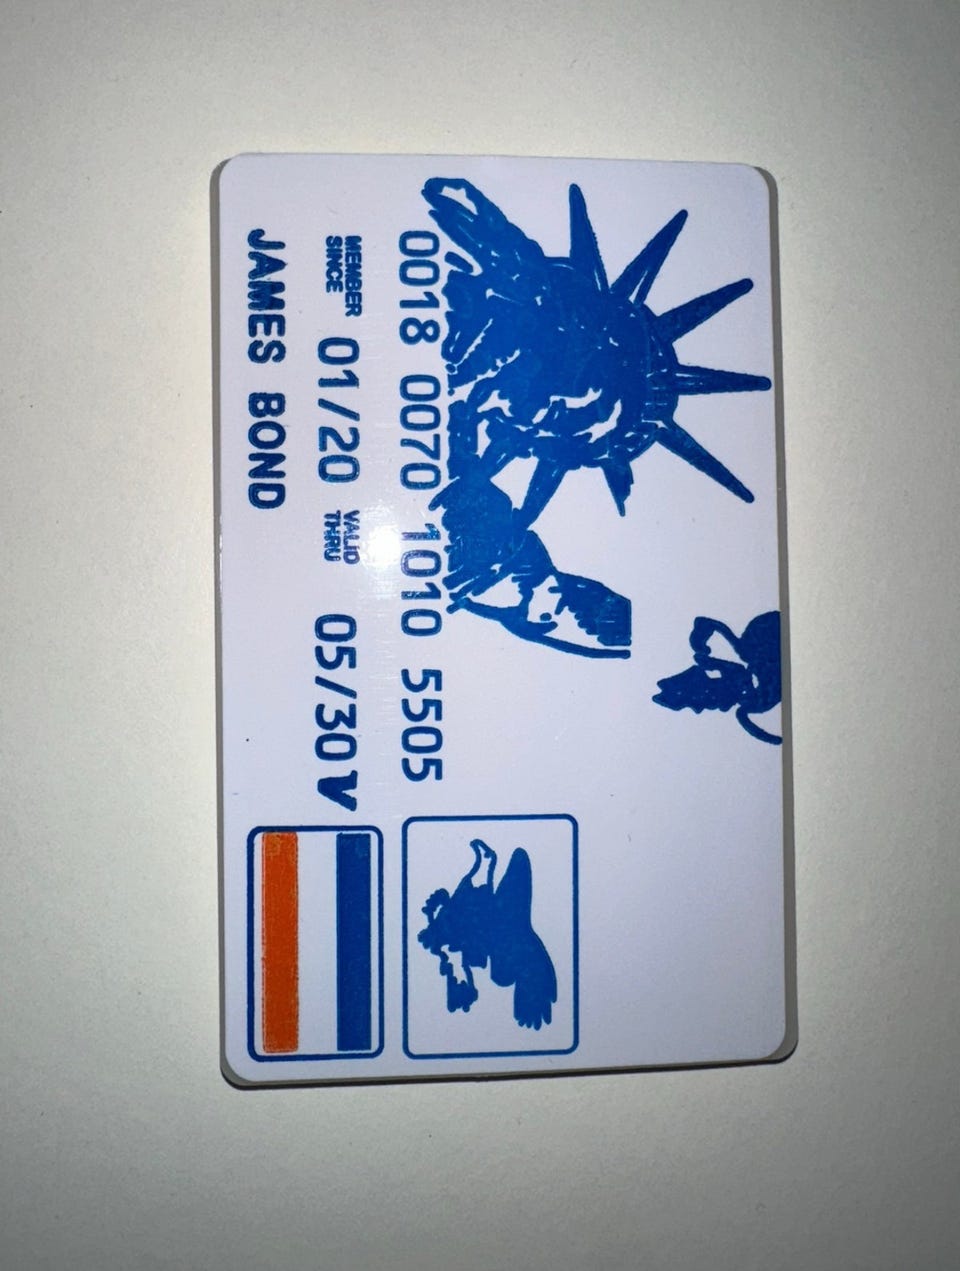 0018 0070 1010 5505
MEMBER SINCE 01/20 VALID THRU 05/30 V
JAMES BOND